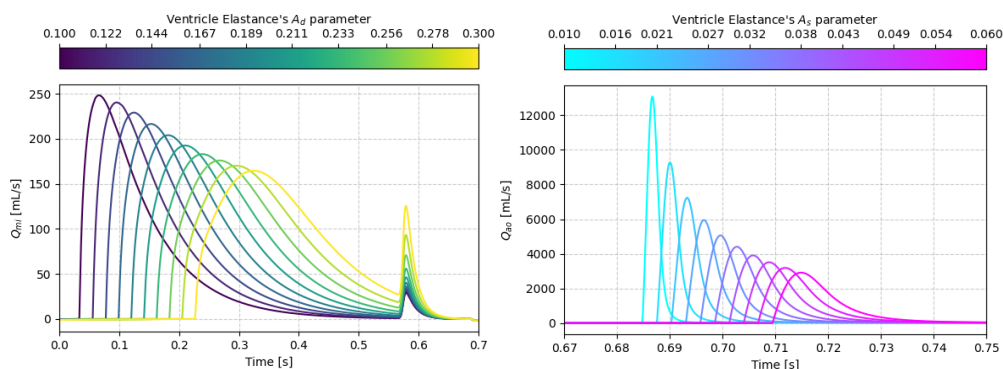 Ventricle Elastance's A_d parameter
0.100 0.122 0.144 0.167 0.189 0.211 0.233 0.256 0.278 0.300
250
200
150
100
50
0
Q_mi [mL/s]
0.0 0.1 0.2 0.3 0.4 0.5 0.6 0.7
Time [s]
Ventricle Elastance's A_s parameter
0.010 0.016 0.021 0.027 0.032 0.038 0.043 0.049 0.054 0.060
12000
10000
8000
6000
4000
2000
0
Q_ao [mL/s]
0.67 0.68 0.69 0.70 0.71 0.72 0.73 0.74 0.75
Time [s]